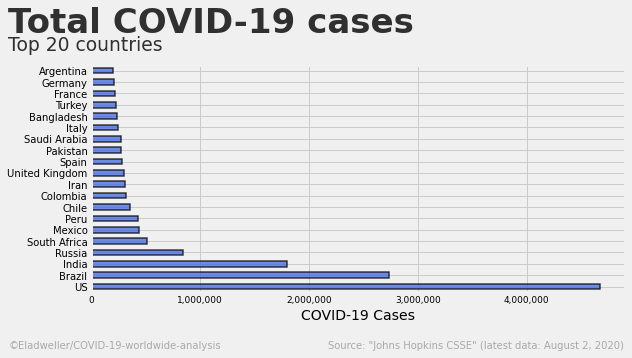 Total COVID-19 cases
Top 20 countries
Argentina
Germany
France
Turkey
Bangladesh
Italy
Saudi Arabia
Pakistan
Spain
United Kingdom
Iran
Colombia
Chile
Peru
Mexico
South Africa
Russia
India
Brazil
US
0 1,000,000 2,000,000 3,000,000 4,000,000
COVID-19 Cases
©Eladweller/COVID-19-worldwide-analysis Source: "Johns Hopkins CSSE" (latest data: August 2, 2020)